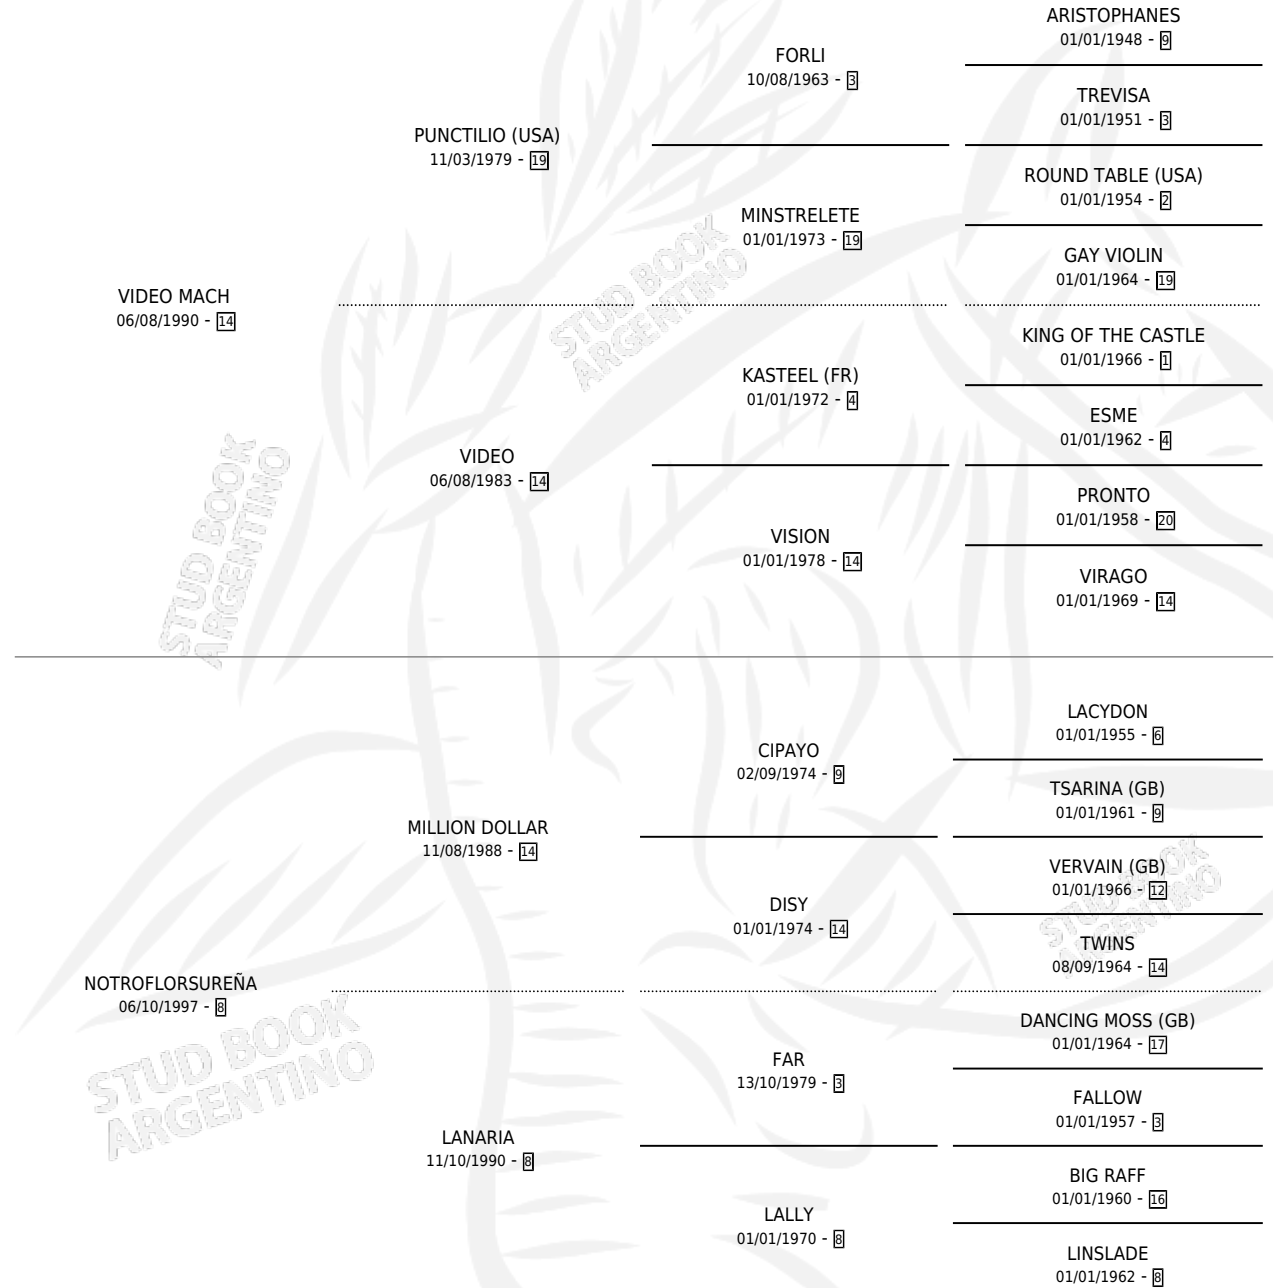 ARISTOPHANES
01/01/1948 - 9
FORLI
10/08/1963 - 3
TREVISA
01/01/1951 - 3
PUNCTILIO (USA)
11/03/1979 - 19
ROUND TABLE (USA)
01/01/1954 - 2
MINSTRELETE
01/01/1973 - 19
GAY VIOLIN
01/01/1964 - 19
VIDEO MACH
06/08/1990 - 14
KING OF THE CASTLE
01/01/1966 - 1
KASTEEL (FR)
01/01/1972 - 4
ESME
01/01/1962 - 4
VIDEO
06/08/1983 - 14
PRONTO
01/01/1958 - 20
VISION
01/01/1978 - 14
VIRAGO
01/01/1969 - 14
LACYDON
01/01/1955 - 6
CIPAYO
02/09/1974 - 9
TSARINA (GB)
01/01/1961 - 9
MILLION DOLLAR
11/08/1988 - 14
VERVAIN (GB)
01/01/1966 - 12
DISY
01/01/1974 - 14
TWINS
08/09/1964 - 14
NOTROFLORSUREÑA
06/10/1997 - 8
DANCING MOSS (GB)
01/01/1964 - 17
FAR
13/10/1979 - 3
FALLOW
01/01/1957 - 3
LANARIA
11/10/1990 - 8
BIG RAFF
01/01/1960 - 16
LALLY
01/01/1970 - 8
LINSLADE
01/01/1962 - 8
STUD BOOK
ARGENTINO
STUD BOOK
ARGENTINO
STUD BOOK
ARGENTINO
STUD BOOK
ARGENTINO